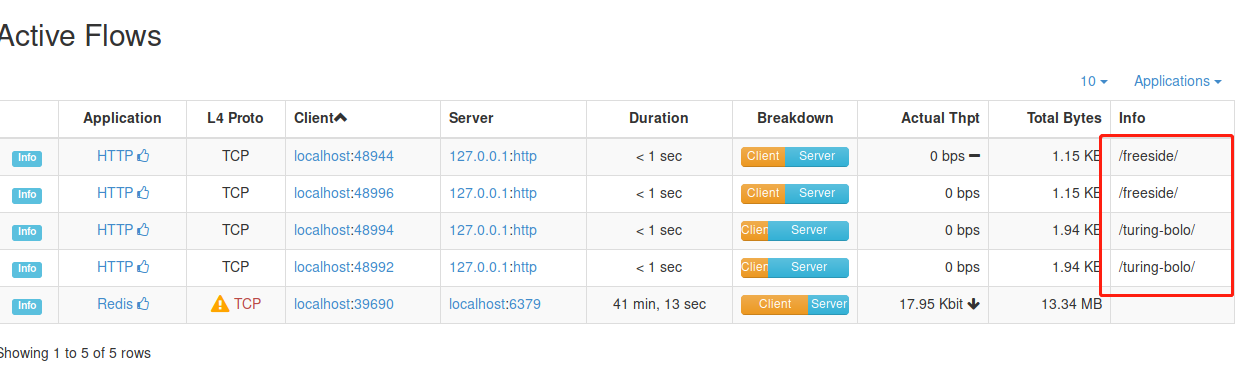 Active Flows
10 Applications
Application L4 Proto Client Server Duration Breakdown Actual Thpt Total Bytes Info
Info HTTP TCP localhost:48944 127.0.0.1:http < 1 sec Client Server 0 bps 1.15 KB /freeside/
Info HTTP TCP localhost:48996 127.0.0.1:http < 1 sec Client Server 0 bps 1.15 KB /freeside/
Info HTTP TCP localhost:48994 127.0.0.1:http < 1 sec Clien Server 0 bps 1.94 KB /turing-bolo/
Info HTTP TCP localhost:48992 127.0.0.1:http < 1 sec Clien Server 0 bps 1.94 KB /turing-bolo/
Info Redis TCP localhost:39690 localhost:6379 41 min, 13 sec Client Server 17.95 Kbit 13.34 MB
Showing 1 to 5 of 5 rows